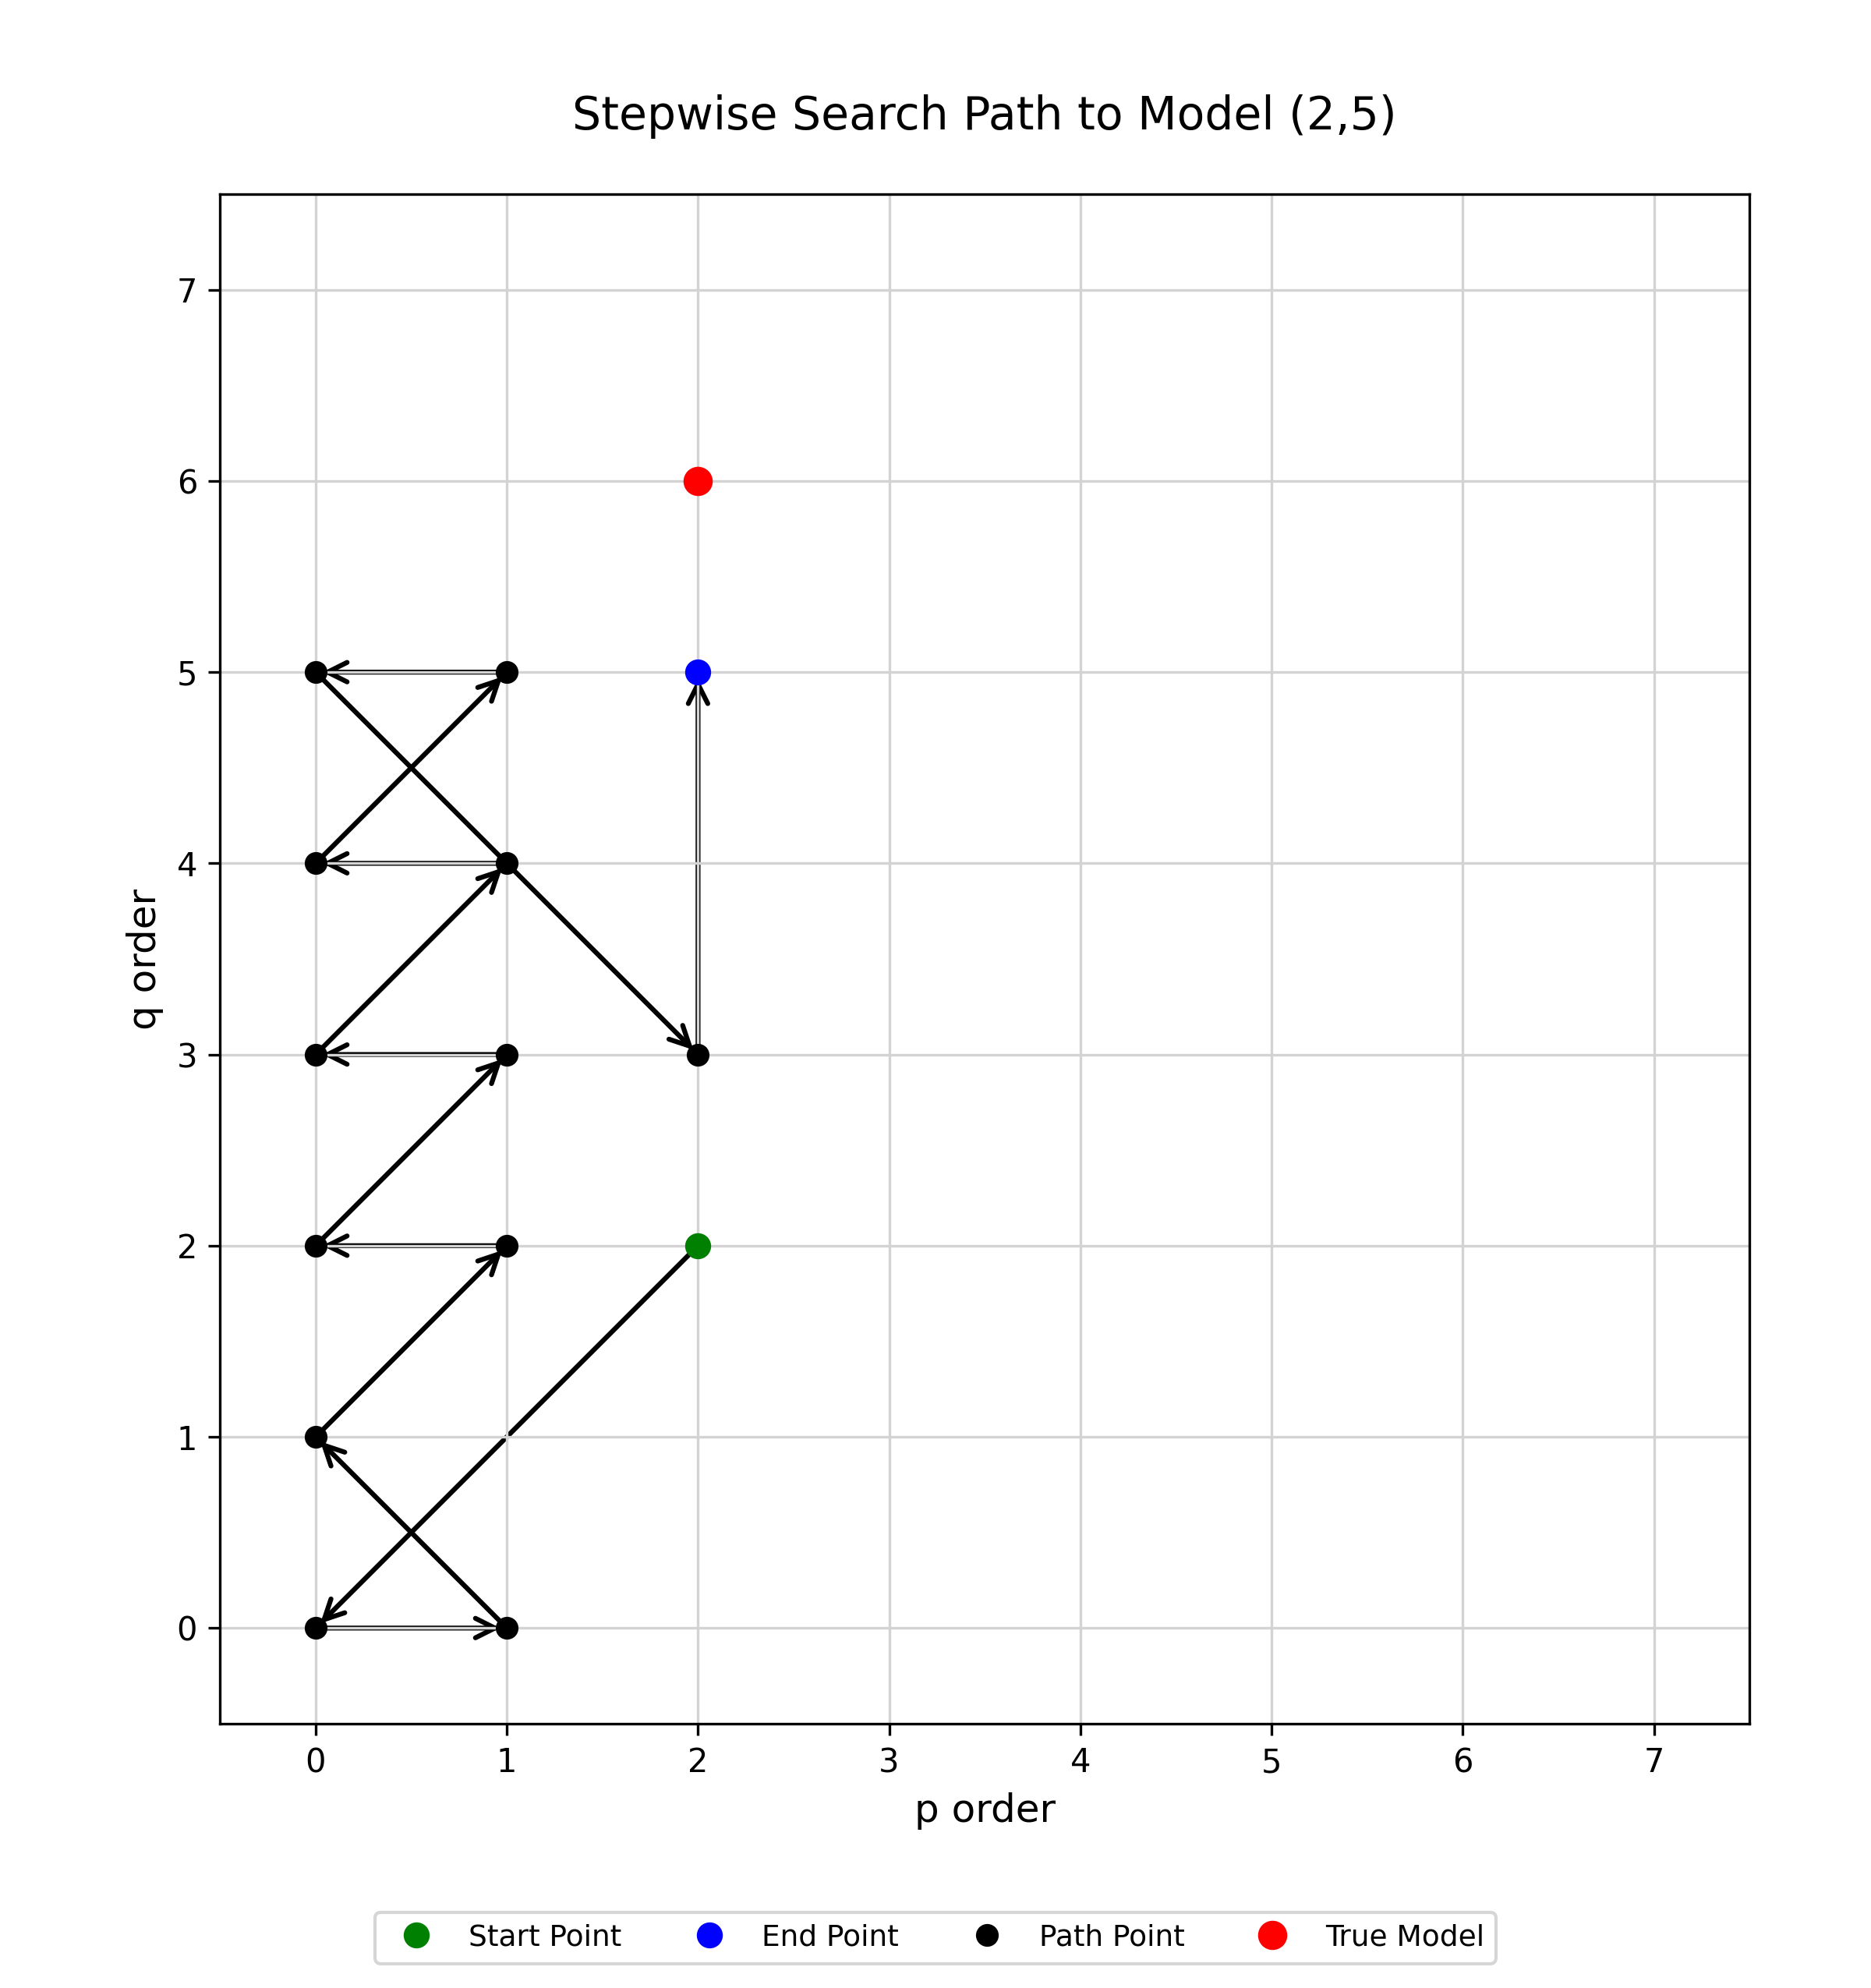 Stepwise Search Path to Model (2,5)
7
6
5
4
3
2
1
0
q order
0 1 2 3 4 5 6 7
p order
Start Point End Point Path Point True Model